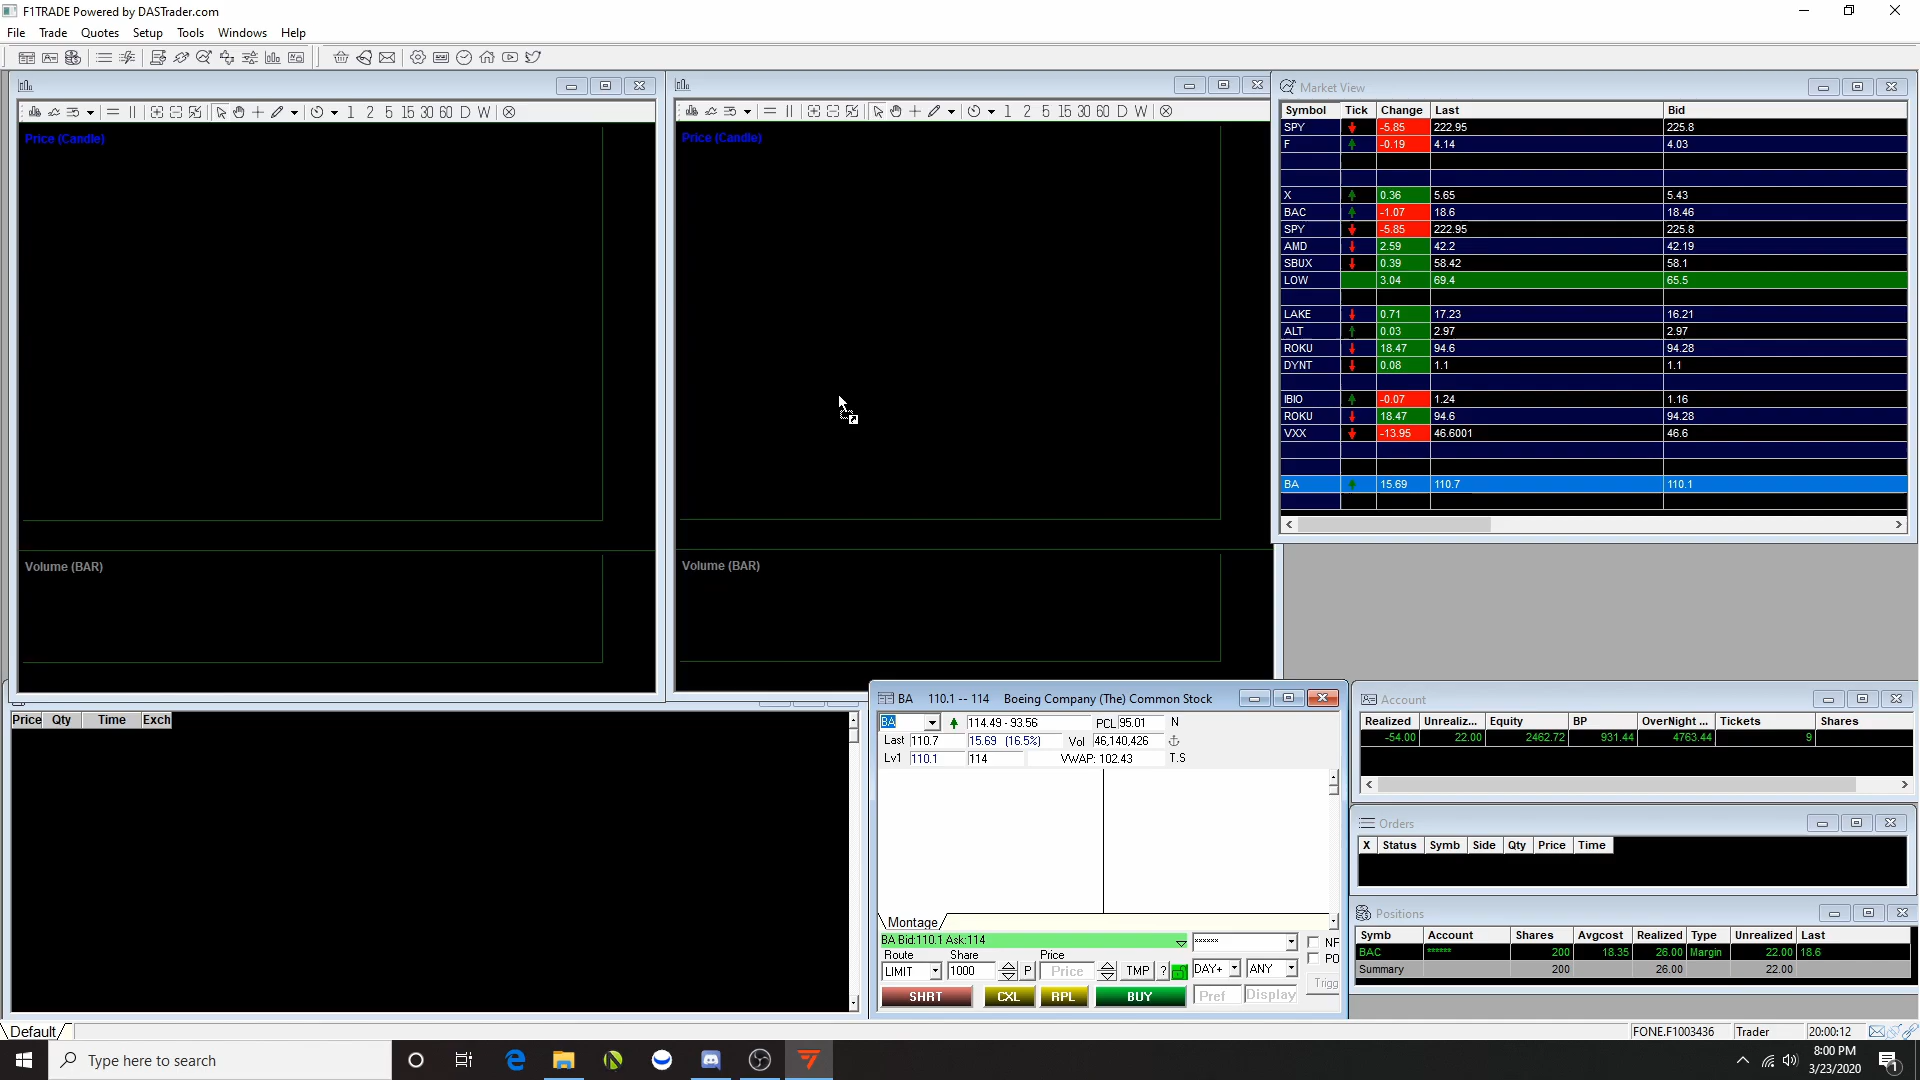 F1TRADE Powered by DASTrader.com
File Trade Quotes Setup Tools Windows Help
1 2 5 15 30 60 D W
Price (Candle)
Volume (BAR)
1 2 5 15 30 60 D W
Price (Candle)
Volume (BAR)
Market View
Symbol Tick Change Last Bid
SPY -5.85 222.95 225.8
F -0.19 4.14 4.03
X 0.36 5.65 5.43
BAC -1.07 18.6 18.46
SPY -5.85 222.95 225.8
AMD 2.59 42.2 42.19
SBUX 0.39 58.42 58.1
LOW 3.04 69.4 65.5
LAKE 0.71 17.23 16.21
ALT 0.03 2.97 2.97
ROKU 18.47 94.6 94.28
DYNT 0.08 1.1 1.1
IBIO -0.07 1.24 1.16
ROKU 18.47 94.6 94.28
VXX -13.95 46.6001 46.6
BA 15.69 110.7 110.1
Price Qty Time Exch
BA 110.1 -- 114 Boeing Company (The) Common Stock
BA 114.49 - 93.56 PCL 95.01 N
Last 110.7 15.69 (16.5%) Vol 46,140,426
Lv1 110.1 114 VWAP: 102.43 T.S
Montage
BA Bid:110.1 Ask:114 ****** NF
Route Share Price PO
LIMIT 1000 P Price TMP ? DAY+ ANY
Trigg
SHRT CXL RPL BUY Pref Display
Account
Realized Unrealiz... Equity BP OverNight ... Tickets Shares
-54.00 22.00 2462.72 931.44 4763.44 9
Orders
X Status Symb Side Qty Price Time
Positions
Symb Account Shares Avgcost Realized Type Unrealized Last
BAC ****** 200 18.35 26.00 Margin 22.00 18.6
Summary 200 26.00 22.00
Default
FONE.F1003436 Trader 20:00:12
Type here to search
8:00 PM
3/23/2020
1